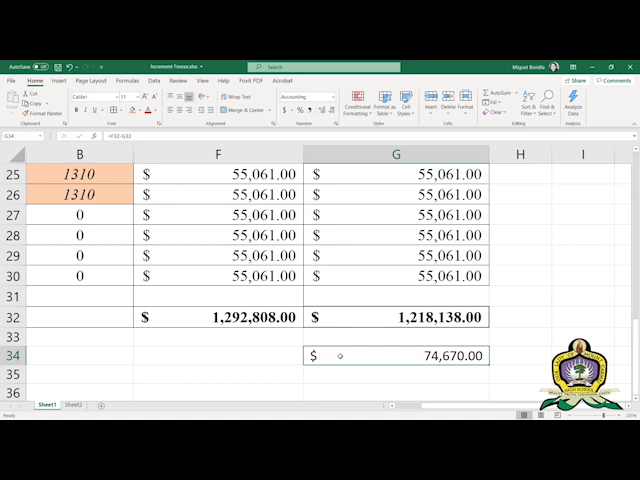 AutoSave Off Increment Freeze.xlsx Search Miguel Bonilla
File Home Insert Page Layout Formulas Data Review View Help Foxit PDF Acrobat Share Comments
Cut Calibri 11 Wrap Text Accounting AutoSum
Copy Fill
Paste Format Painter Merge & Center Conditional Formatting Format as Table Cell Styles Insert Delete Format Clear Sort & Filter Find & Select Analyze Data
Clipboard Font Alignment Number Styles Cells Editing Analysis
G34 =F32-G32
B F G H I
25 1310 $ 55,061.00 $ 55,061.00
26 1310 $ 55,061.00 $ 55,061.00
27 0 $ 55,061.00 $ 55,061.00
28 0 $ 55,061.00 $ 55,061.00
29 0 $ 55,061.00 $ 55,061.00
30 0 $ 55,061.00 $ 55,061.00
31
32 $ 1,292,808.00 $ 1,218,138.00
33
34 $ 74,670.00
35
36
HIGH SCHOOL
Sheet1 Sheet2
Ready